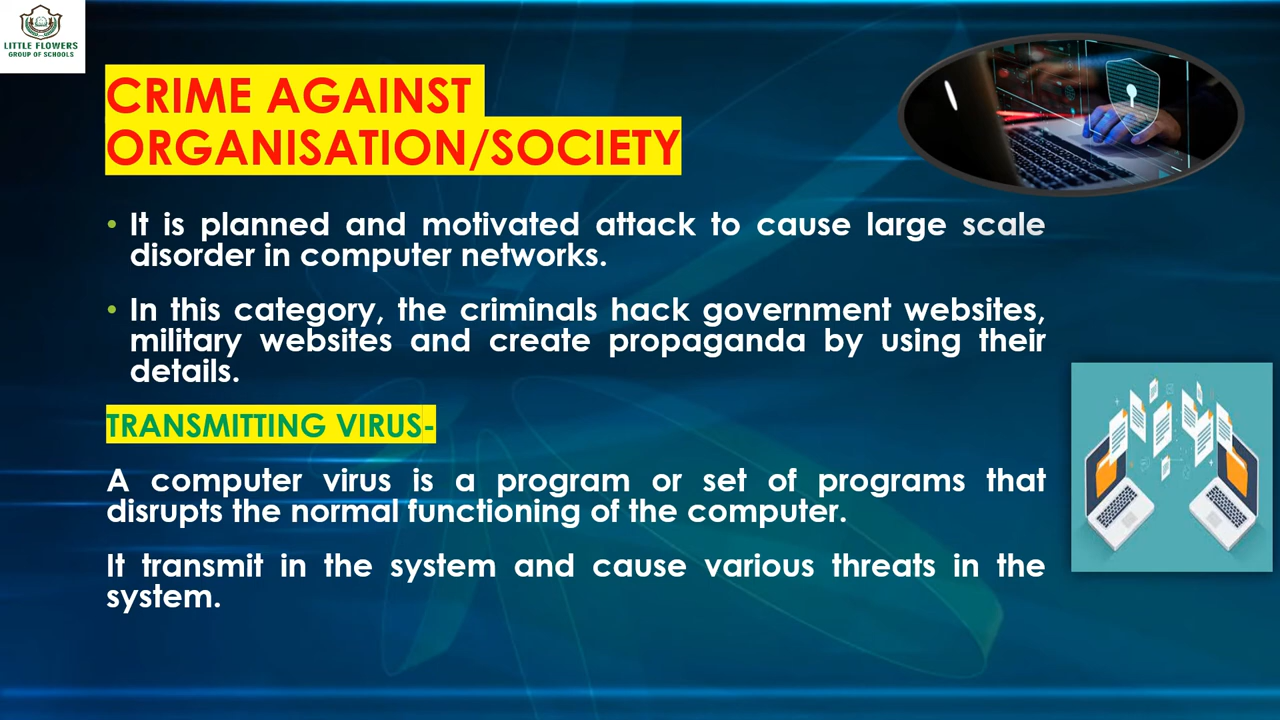 LITTLE FLOWERS
GROUP OF SCHOOLS
CRIME AGAINST
ORGANISATION/SOCIETY
• It is planned and motivated attack to cause large scale
disorder in computer networks.
• In this category, the criminals hack government websites,
military websites and create propaganda by using their
details.
TRANSMITTING VIRUS-
A computer virus is a program or set of programs that
disrupts the normal functioning of the computer.
It transmit in the system and cause various threats in the
system.